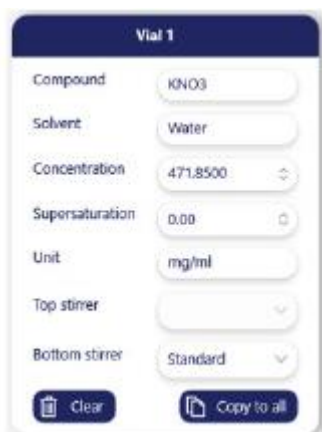 Vial 1
Compound KNO3
Solvent Water
Concentration 471.8500
Supersaturation 0.00
Unit mg/ml
Top stirrer
Bottom stirrer Standard
Clear Copy to all